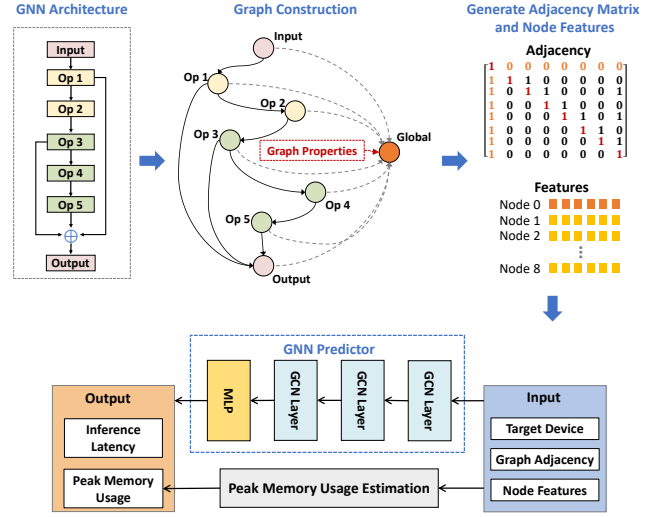 GNN Architecture
Graph Construction
Generate Adjacency Matrix
and Node Features
Input
Op 1
Op 2
Op 3
Op 4
Op 5
Output
Input
Op 1
Op 2
Op 3
Global
Graph Properties
Op 4
Op 5
Output
Adjacency
1 0 0 0 0 0 0 0
1 1 1 0 0 0 0 0
1 0 1 1 0 0 0 1
1 0 0 1 1 0 0 0
1 0 0 0 1 1 0 1
1 0 0 0 0 1 1 0
1 0 0 0 0 0 1 1
1 0 0 0 0 0 0 1
Features
Node 0
Node 1
Node 2
Node 8
GNN Predictor
Output
Inference
Latency
Peak Memory
Usage
MLP
GCN Layer
GCN Layer
GCN Layer
Peak Memory Usage Estimation
Input
Target Device
Graph Adjacency
Node Features